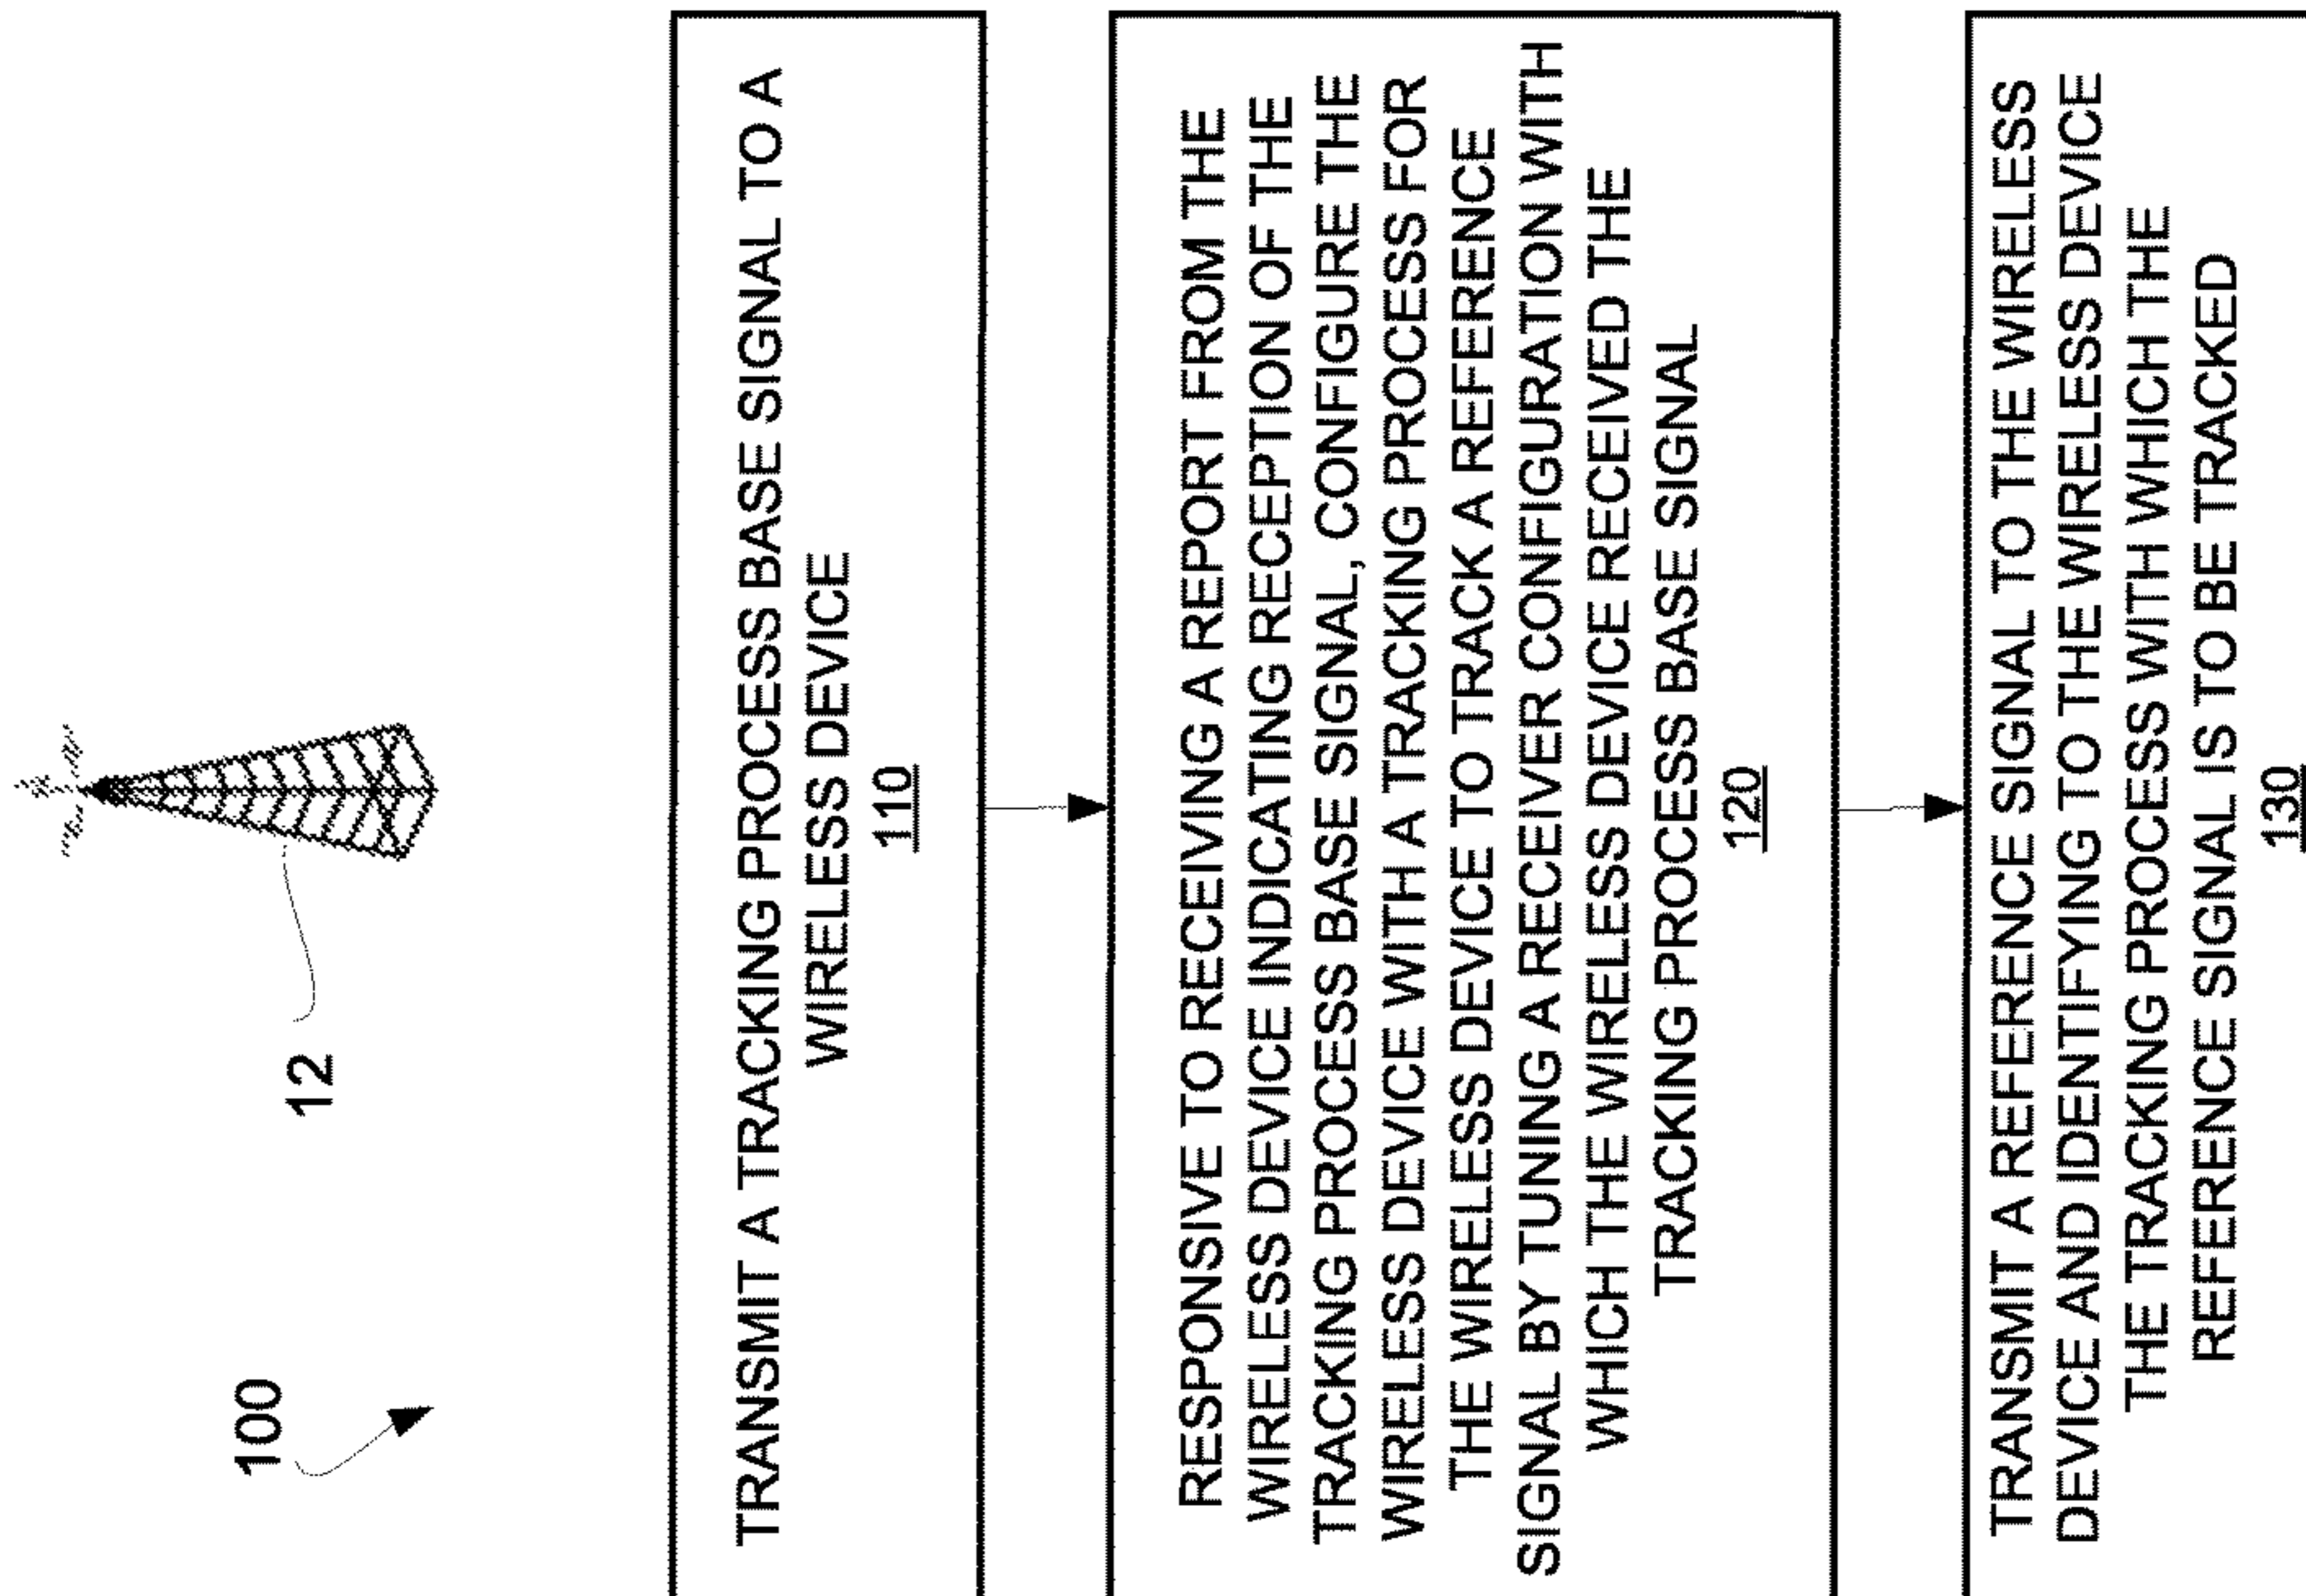 100
12
TRANSMIT A TRACKING PROCESS BASE SIGNAL TO A
WIRELESS DEVICE
110
RESPONSIVE TO RECEIVING A REPORT FROM THE
WIRELESS DEVICE INDICATING RECEPTION OF THE
TRACKING PROCESS BASE SIGNAL, CONFIGURE THE
WIRELESS DEVICE WITH A TRACKING PROCESS FOR
THE WIRELESS DEVICE TO TRACK A REFERENCE
SIGNAL BY TUNING A RECEIVER CONFIGURATION WITH
WHICH THE WIRELESS DEVICE RECEIVED THE
TRACKING PROCESS BASE SIGNAL
120
TRANSMIT A REFERENCE SIGNAL TO THE WIRELESS
DEVICE AND IDENTIFYING TO THE WIRELESS DEVICE
THE TRACKING PROCESS WITH WHICH THE
REFERENCE SIGNAL IS TO BE TRACKED
130